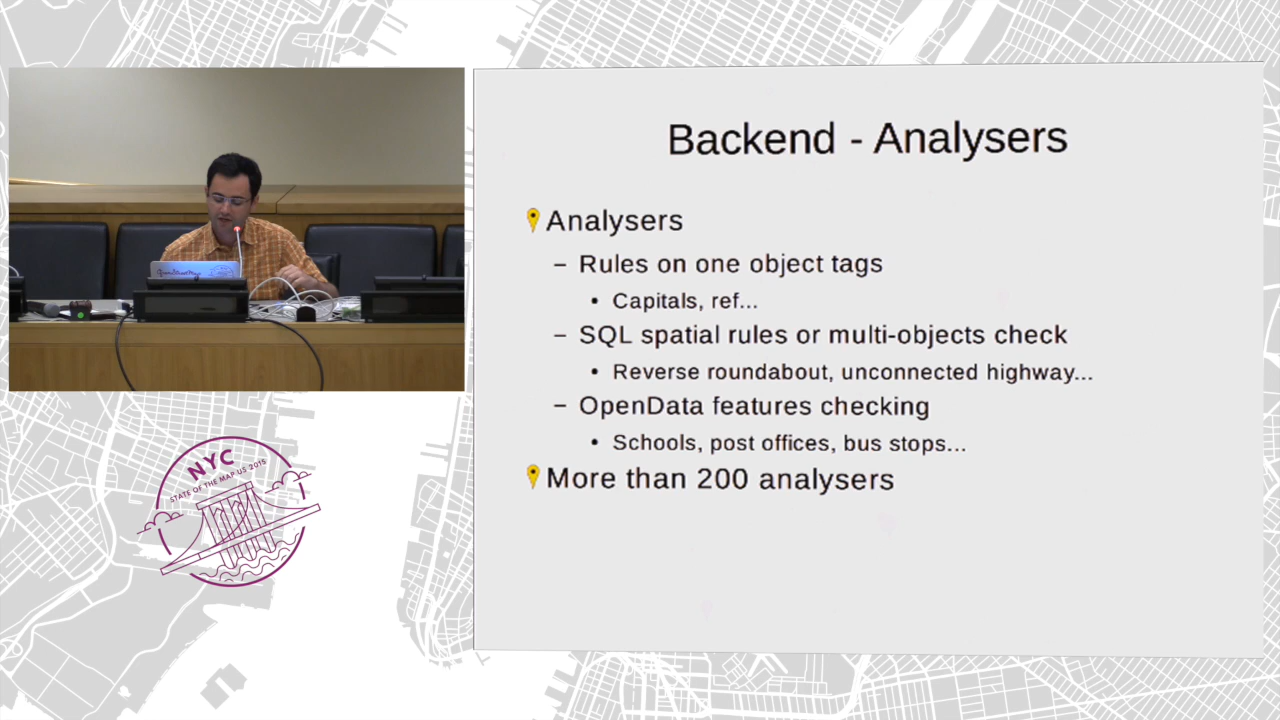 Backend - Analysers
Analysers
– Rules on one object tags
• Capitals, ref...
– SQL spatial rules or multi-objects check
• Reverse roundabout, unconnected highway...
– OpenData features checking
• Schools, post offices, bus stops...
More than 200 analysers
NYC
STATE OF THE MAP US 2015